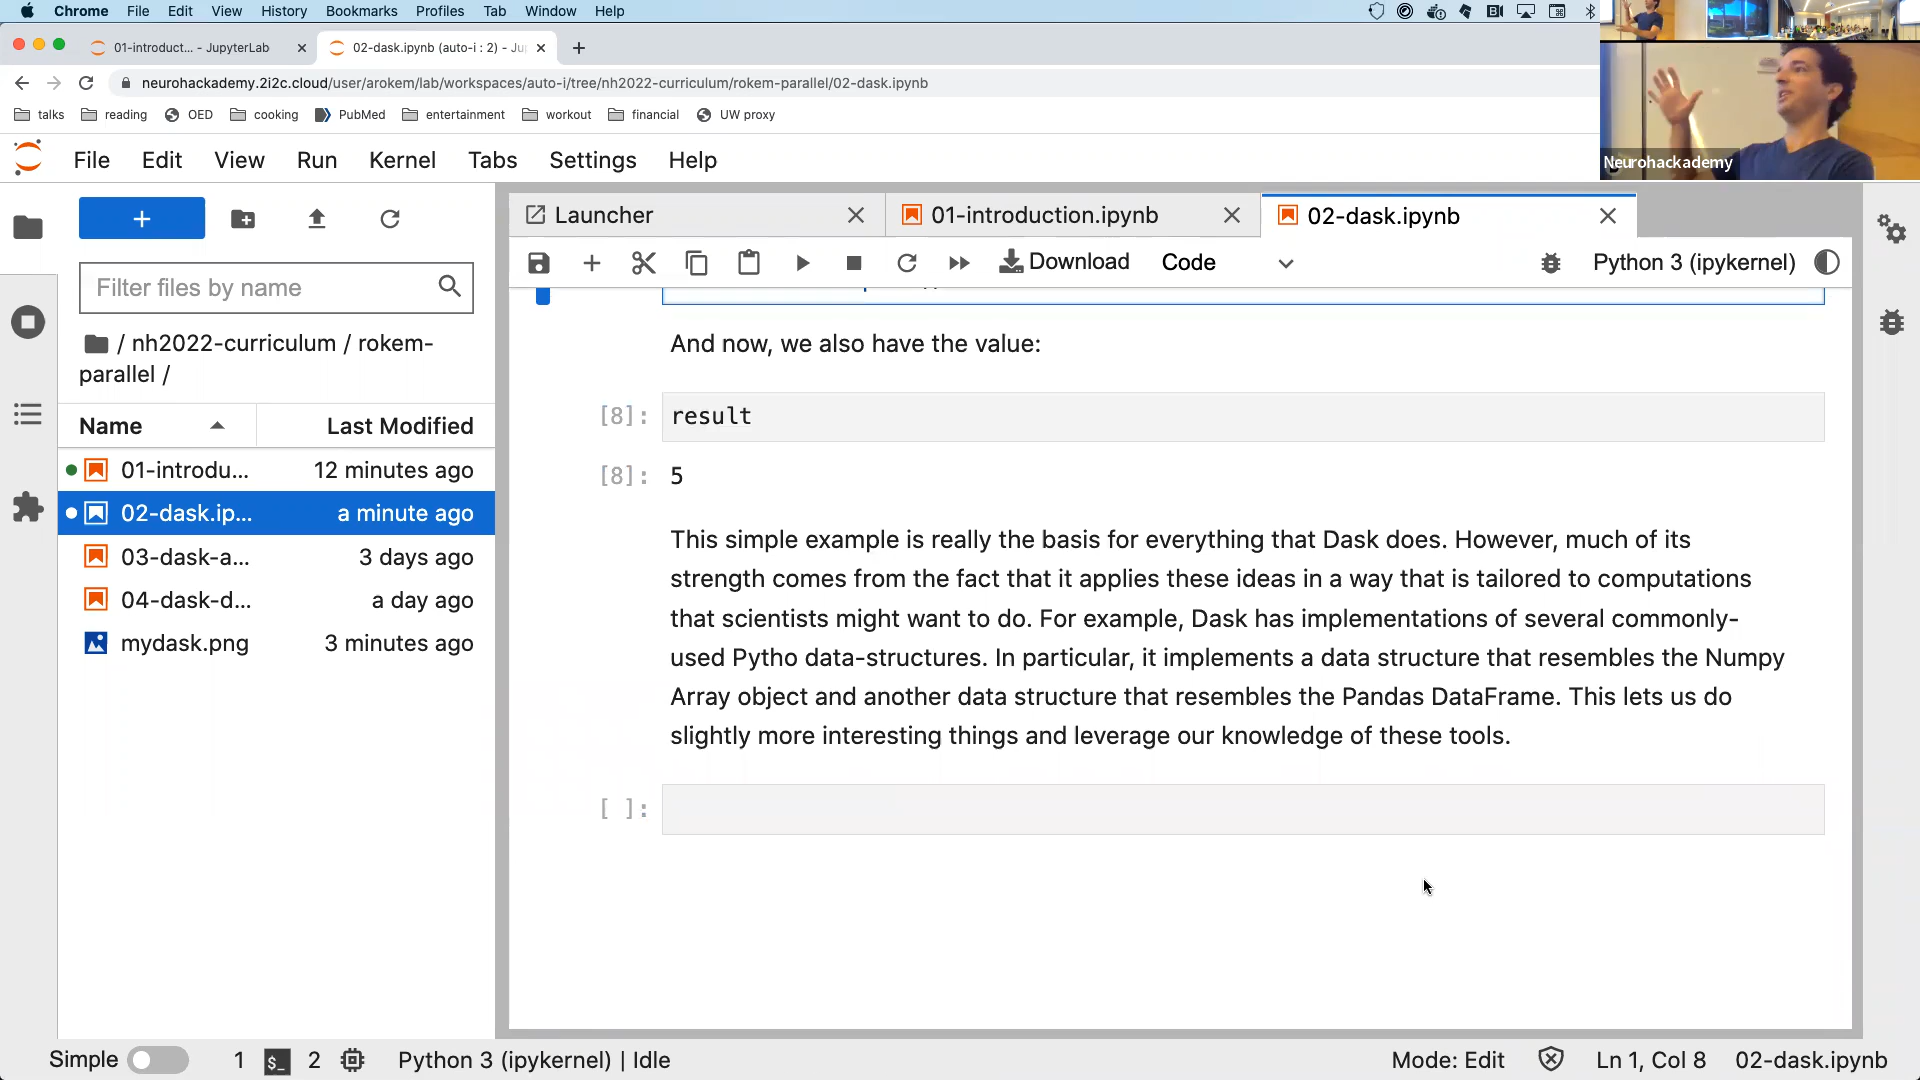 Chrome File Edit View History Bookmarks Profiles Tab Window Help
01-introduct... - JupyterLab
02-dask.ipynb (auto-i : 2) - Ju
neurohackademy.2i2c.cloud/user/arokem/lab/workspaces/auto-i/tree/nh2022-curriculum/rokem-parallel/02-dask.ipynb
talks reading OED cooking PubMed entertainment workout financial UW proxy
Neurohackademy
File Edit View Run Kernel Tabs Settings Help
Launcher
01-introduction.ipynb
02-dask.ipynb
Download Code Python 3 (ipykernel)
Filter files by name
/ nh2022-curriculum / rokem-
parallel /
Name Last Modified
01-introdu... 12 minutes ago
02-dask.ip... a minute ago
03-dask-a... 3 days ago
04-dask-d... a day ago
mydask.png 3 minutes ago
And now, we also have the value:
[8]: result
[8]: 5
This simple example is really the basis for everything that Dask does. However, much of its
strength comes from the fact that it applies these ideas in a way that is tailored to computations
that scientists might want to do. For example, Dask has implementations of several commonly-
used Pytho data-structures. In particular, it implements a data structure that resembles the Numpy
Array object and another data structure that resembles the Pandas DataFrame. This lets us do
slightly more interesting things and leverage our knowledge of these tools.
[ ]:
Simple 1 $_ 2 Python 3 (ipykernel) | Idle
Mode: Edit Ln 1, Col 8 02-dask.ipynb